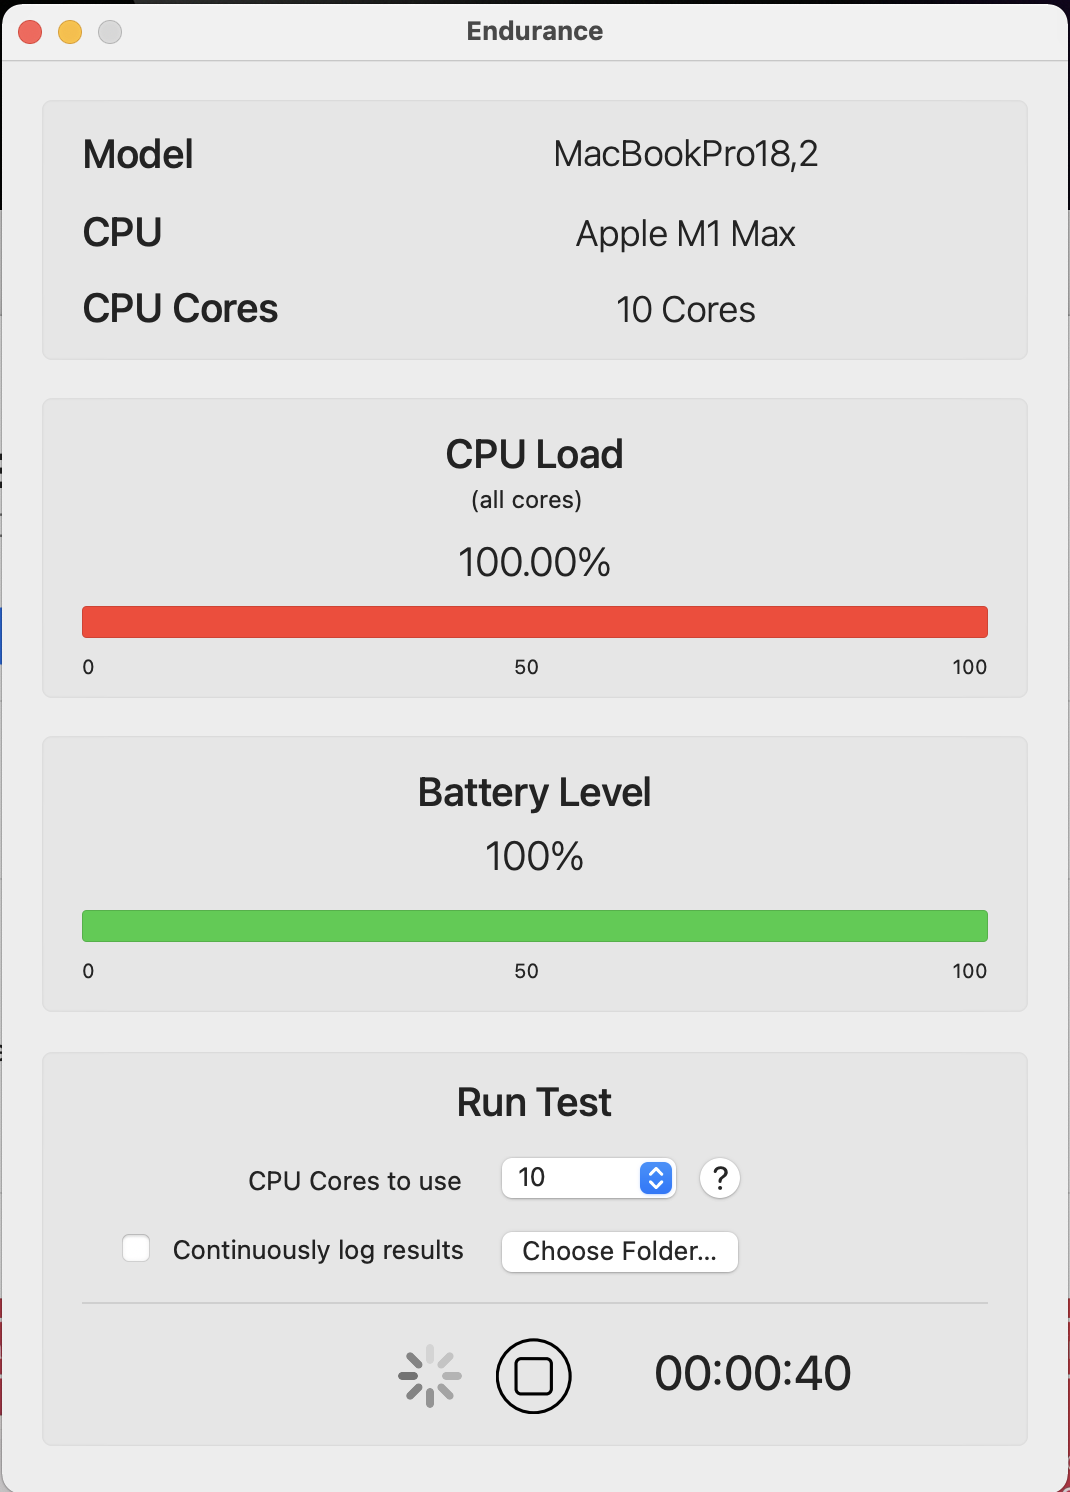 Endurance
Model MacBookPro18,2
CPU Apple M1 Max
CPU Cores 10 Cores
CPU Load
(all cores)
100.00%
0 50 100
Battery Level
100%
0 50 100
Run Test
CPU Cores to use 10 ?
Continuously log results Choose Folder...
00:00:40